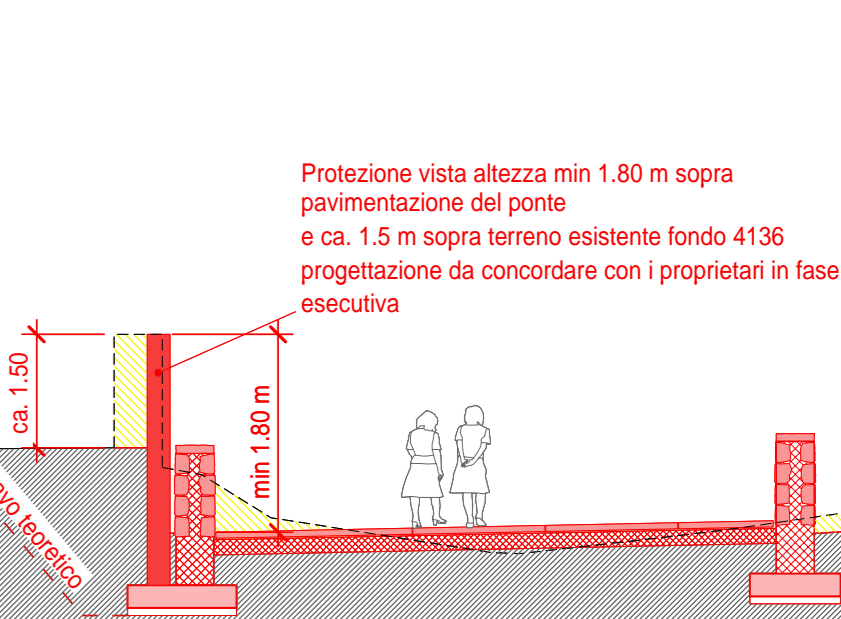 Protezione vista altezza min 1.80 m sopra
pavimentazione del ponte
e ca. 1.5 m sopra terreno esistente fondo 4136
progettazione da concordare con i proprietari in fase
esecutiva
ca. 1.50
min 1.80 m
teoretico